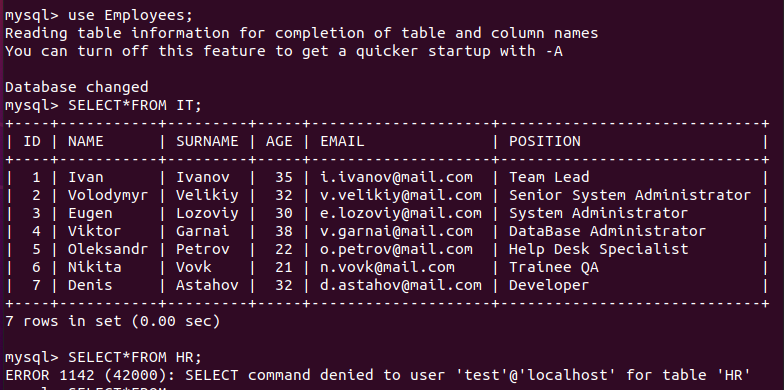 mysql> use Employees;
Reading table information for completion of table and column names
You can turn off this feature to get a quicker startup with -A
Database changed
mysql> SELECT*FROM IT;
+----+-----------+---------+-----+--------------------+-----------------------------+
| ID | NAME      | SURNAME | AGE | EMAIL              | POSITION                    |
+----+-----------+---------+-----+--------------------+-----------------------------+
|  1 | Ivan      | Ivanov  |  35 | i.ivanov@mail.com  | Team Lead                   |
|  2 | Volodymyr | Velikiy |  32 | v.velikiy@mail.com | Senior System Administrator |
|  3 | Eugen     | Lozoviy |  30 | e.lozoviy@mail.com | System Administrator        |
|  4 | Viktor    | Garnai  |  38 | v.garnai@mail.com  | DataBase Administrator      |
|  5 | Oleksandr | Petrov  |  22 | o.petrov@mail.com  | Help Desk Specialist        |
|  6 | Nikita    | Vovk    |  21 | n.vovk@mail.com    | Trainee QA                  |
|  7 | Denis     | Astahov |  32 | d.astahov@mail.com | Developer                   |
+----+-----------+---------+-----+--------------------+-----------------------------+
7 rows in set (0.00 sec)
mysql> SELECT*FROM HR;
ERROR 1142 (42000): SELECT command denied to user 'test'@'localhost' for table 'HR'